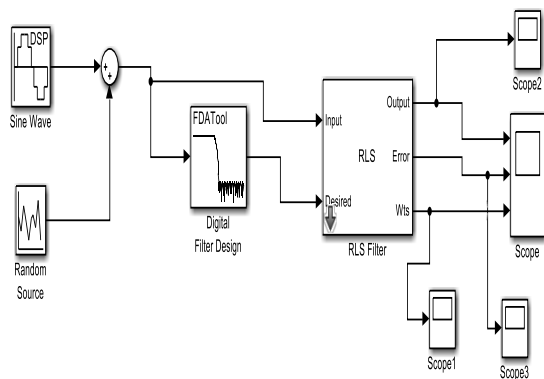 DSP
Sine Wave
+
+
Random
Source
FDATool
Digital
Filter Design
Input
Desired
RLS
Output
Error
Wts
RLS Filter
Scope2
Scope
Scope1
Scope3